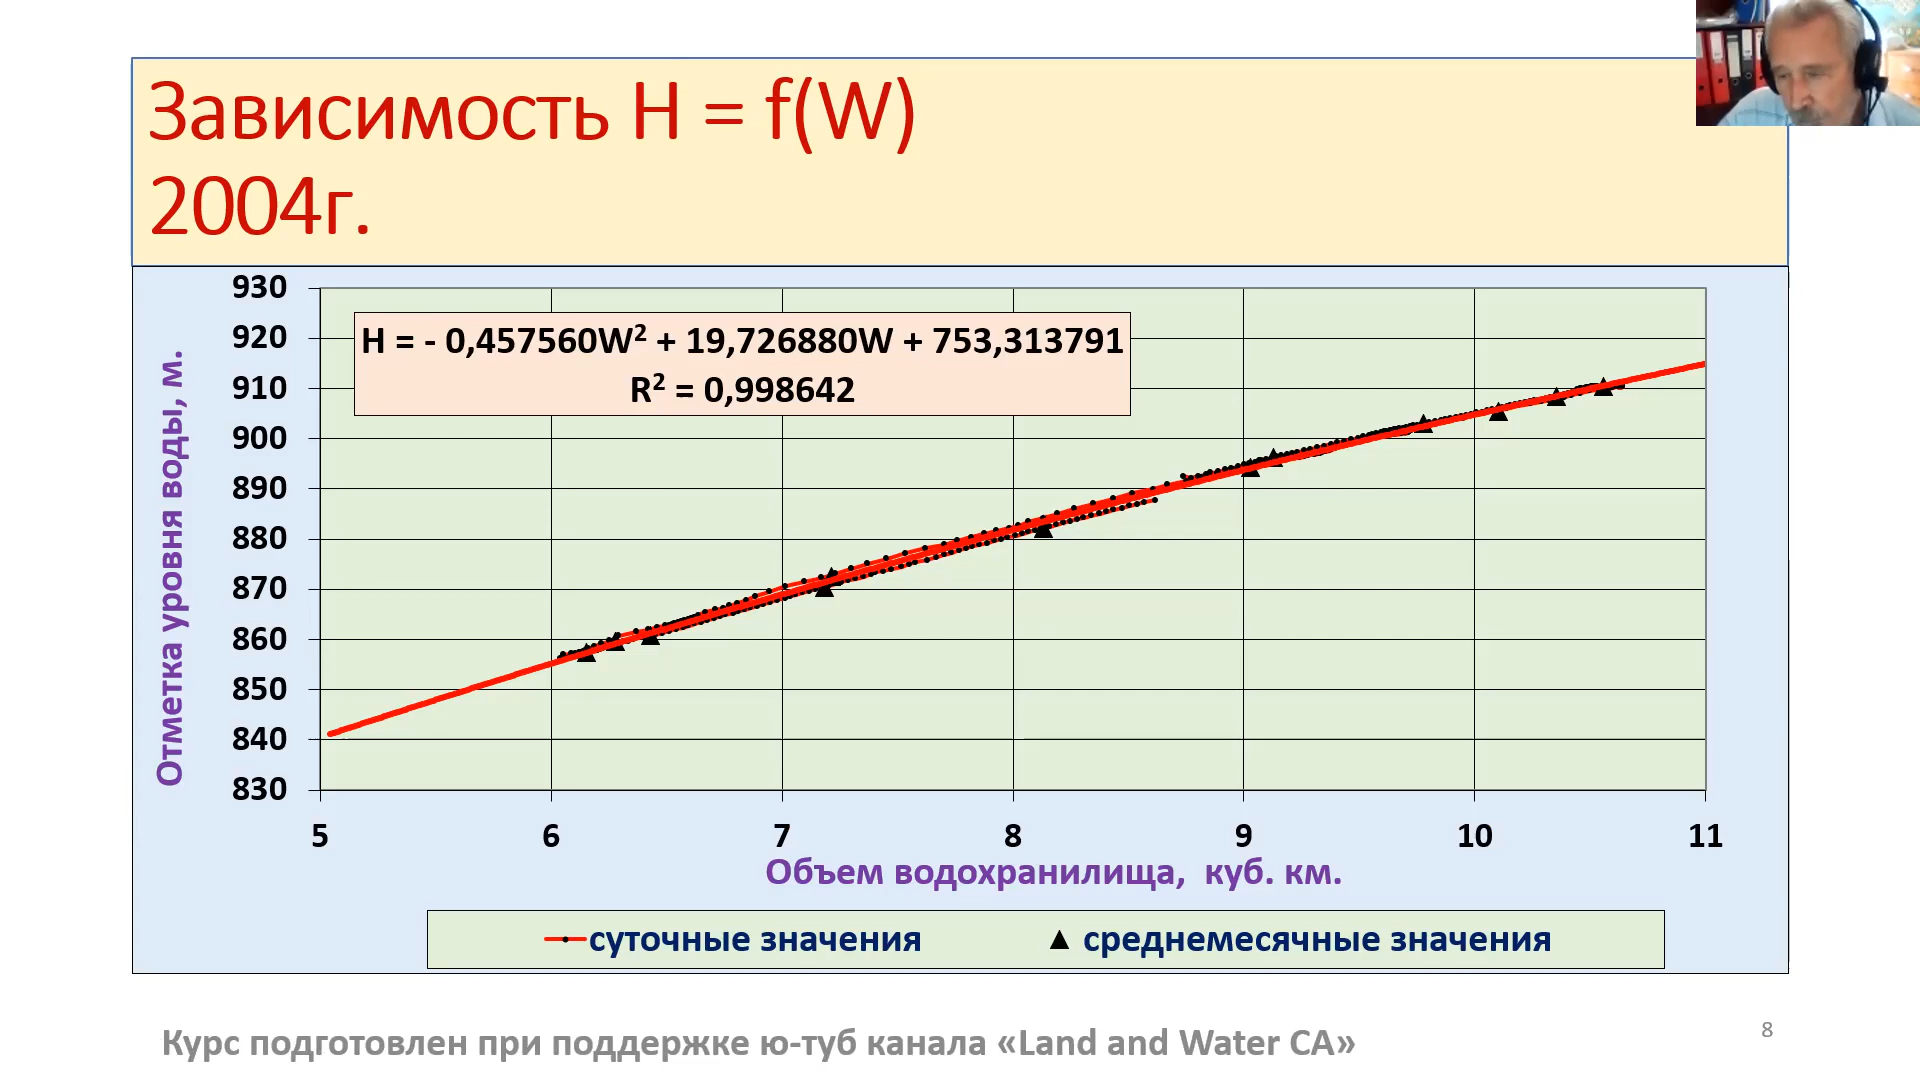 Зависимость H = f(W)
2004г.
H = - 0,457560W² + 19,726880W + 753,313791
R² = 0,998642
930
920
910
900
890
880
870
860
850
840
830
Отметка уровня воды, м.
5 6 7 8 9 10 11
Объем водохранилища, куб. км.
суточные значения
среднемесячные значения
Курс подготовлен при поддержке ю-туб канала «Land and Water CA»
8